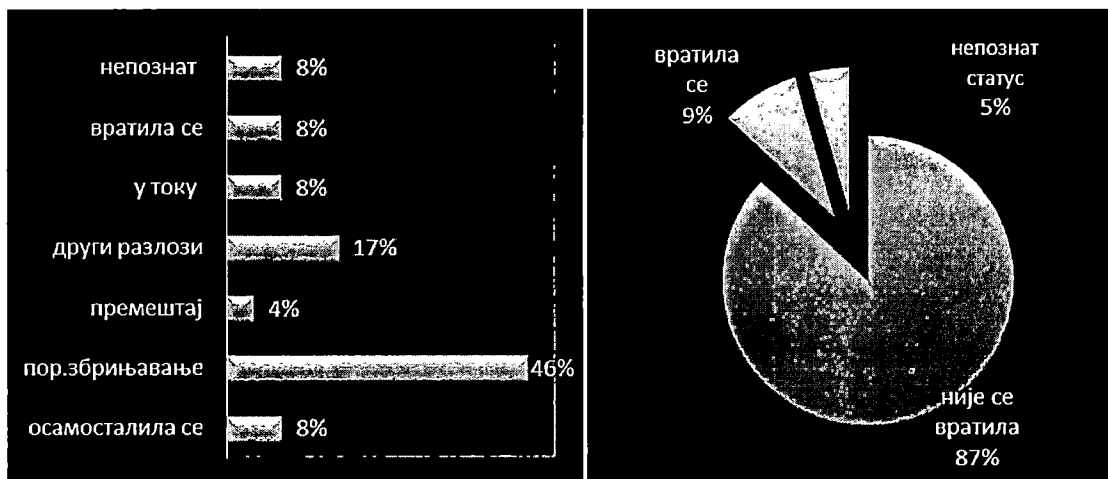 непознат 8%
вратила се 8%
у току 8%
други разлози 17%
премештај 4%
пор.збрињавање 46%
осамосталила се 8%
вратила
се
9%
непознат
статус
5%
није се
вратила
87%